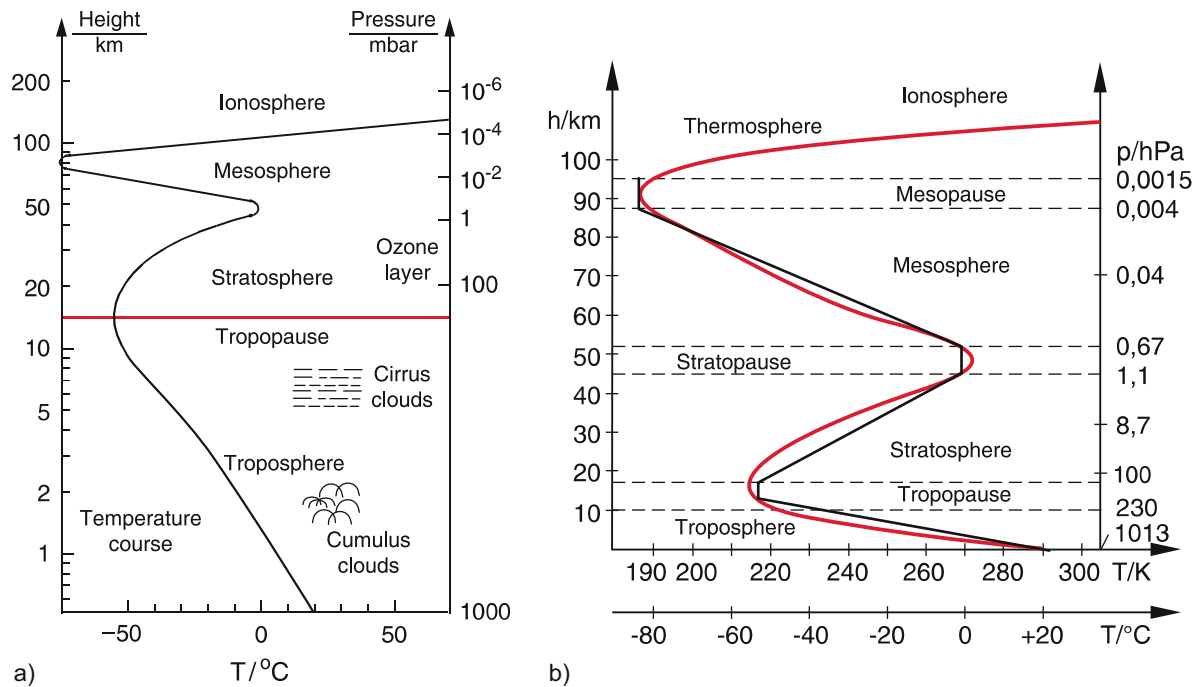 Height
km
Pressure
mbar
200
100
50
20
10
5
2
1
10⁻⁶
10⁻⁴
10⁻²
1
100
1000
Ionosphere
Mesosphere
Ozone
layer
Stratosphere
Tropopause
Cirrus
clouds
Troposphere
Temperature
course
Cumulus
clouds
−50
0
50
T/°C
a)
h/km
100
90
80
70
60
50
40
30
20
10
Ionosphere
Thermosphere
p/hPa
0,0015
Mesopause
0,004
Mesosphere
0,04
0,67
Stratopause
1,1
8,7
Stratosphere
100
Tropopause
230
Troposphere
1013
190 200 220 240 260 280 300 T/K
-80 -60 -40 -20 0 +20 T/°C
b)